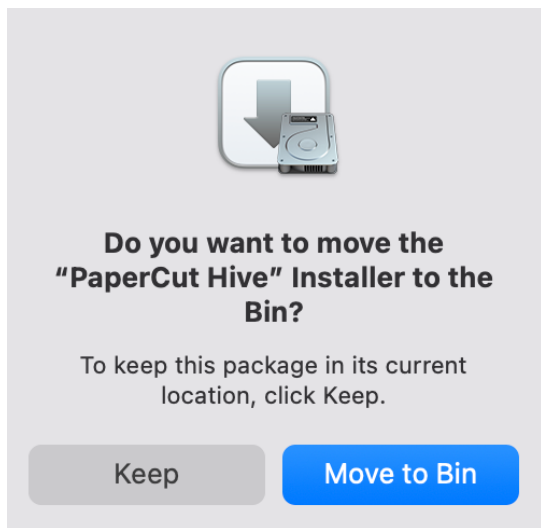 Do you want to move the
“PaperCut Hive” Installer to the
Bin?
To keep this package in its current
location, click Keep.
Keep
Move to Bin